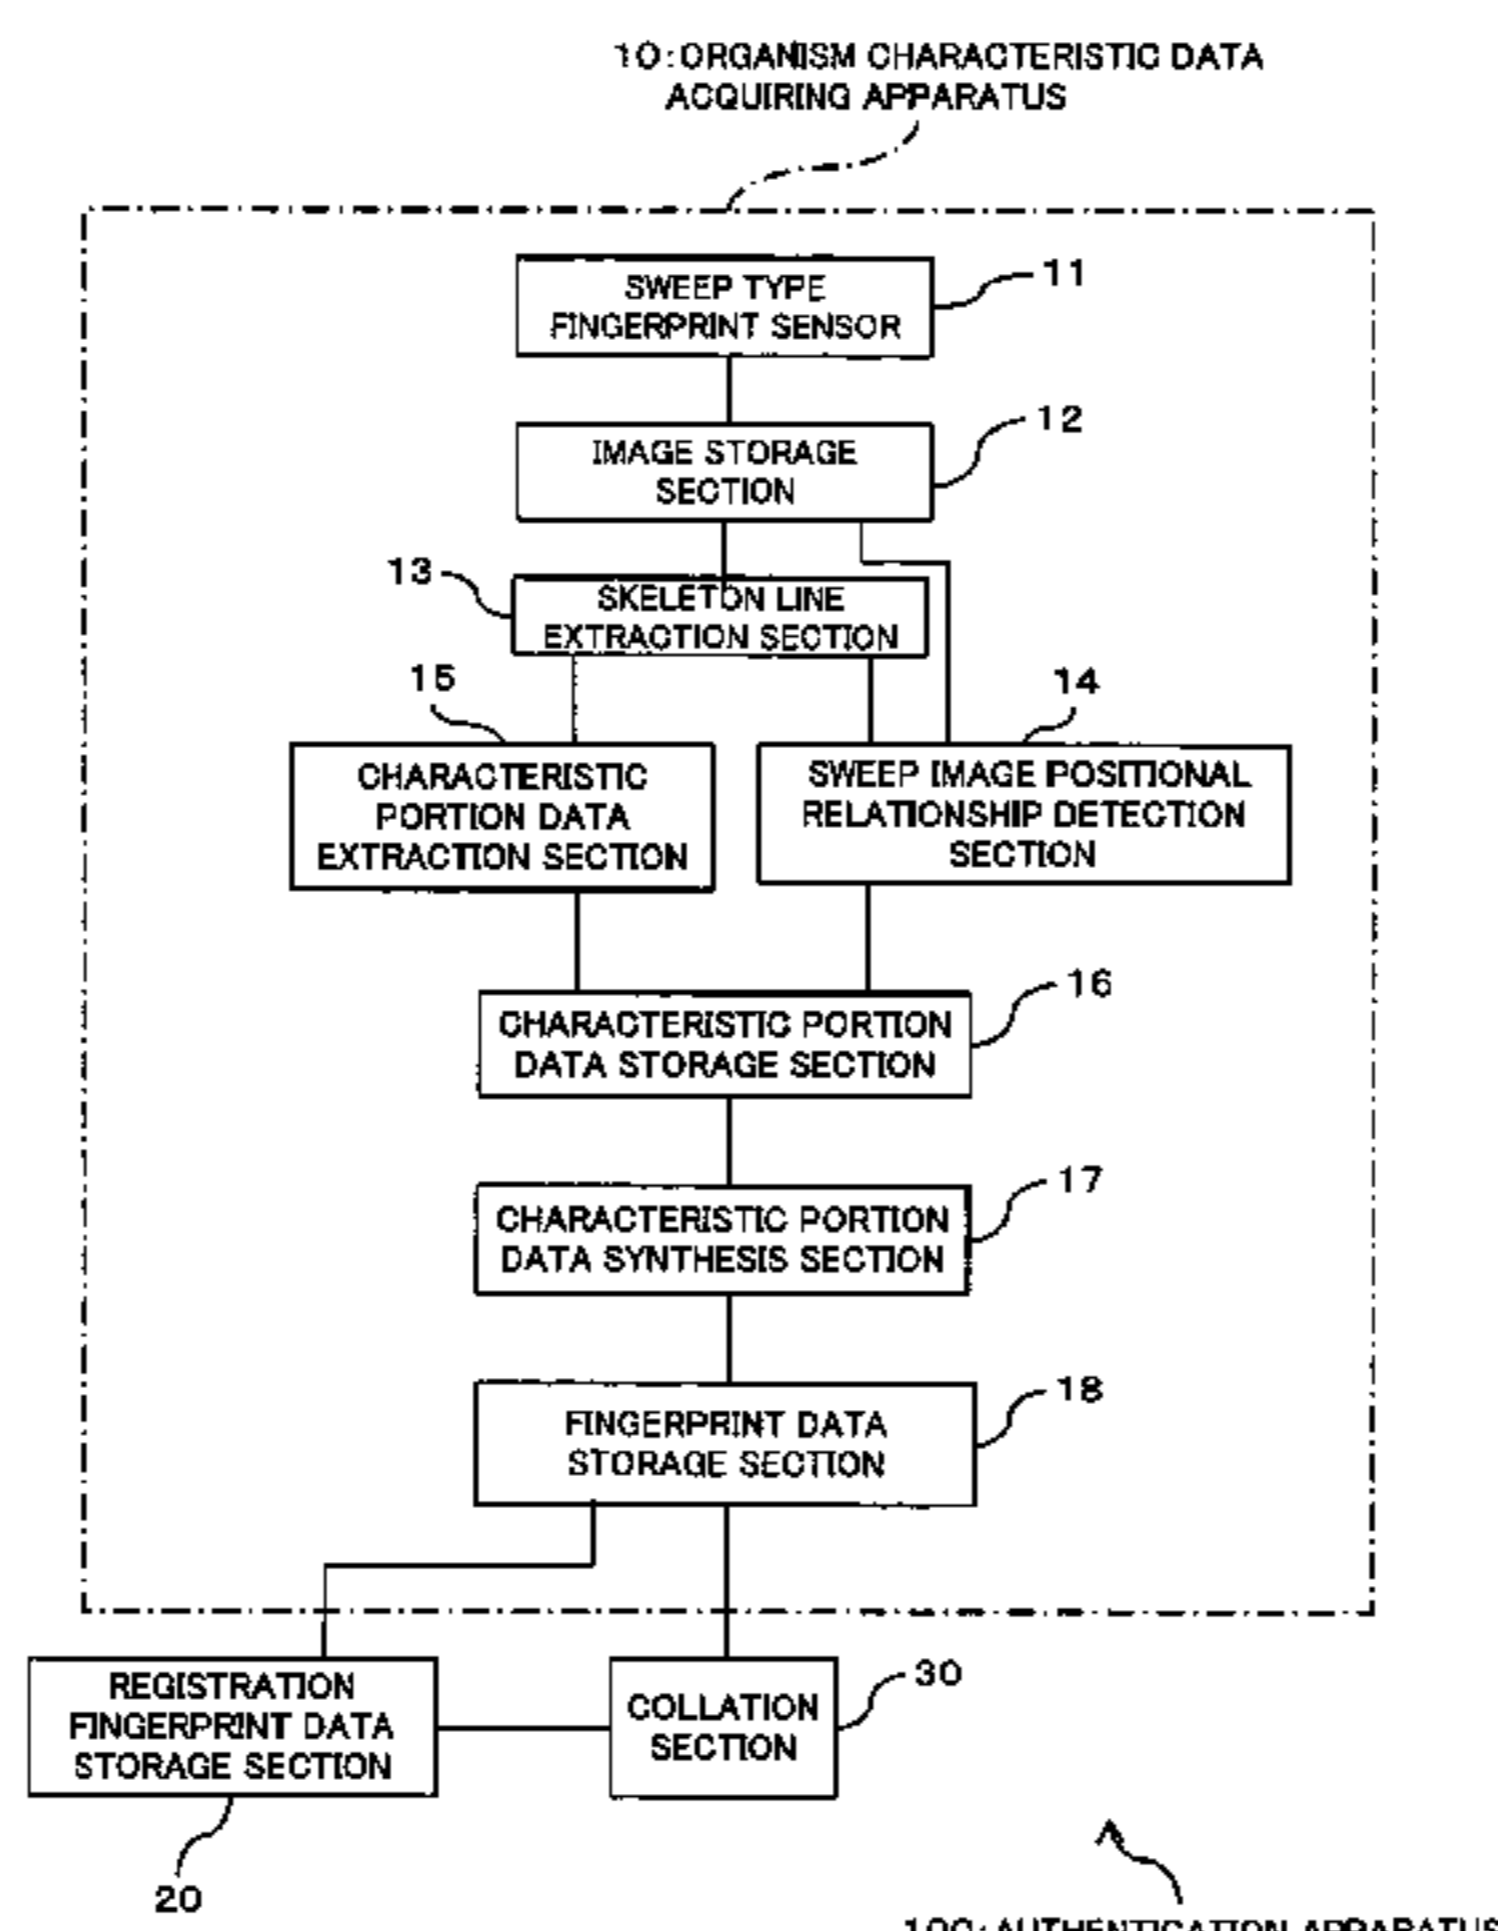 10:ORGANISM CHARACTERISTIC DATA
ACQUIRING APPARATUS
11
SWEEP TYPE
FINGERPRINT SENSOR
12
IMAGE STORAGE
SECTION
13
SKELETON LINE
EXTRACTION SECTION
15
14
CHARACTERISTIC
PORTION DATA
EXTRACTION SECTION
SWEEP IMAGE POSITIONAL
RELATIONSHIP DETECTION
SECTION
16
CHARACTERISTIC PORTION
DATA STORAGE SECTION
17
CHARACTERISTIC PORTION
DATA SYNTHESIS SECTION
18
FINGERPRINT DATA
STORAGE SECTION
REGISTRATION
FINGERPRINT DATA
STORAGE SECTION
30
COLLATION
SECTION
20
100:AUTHENTICATION APPARATUS